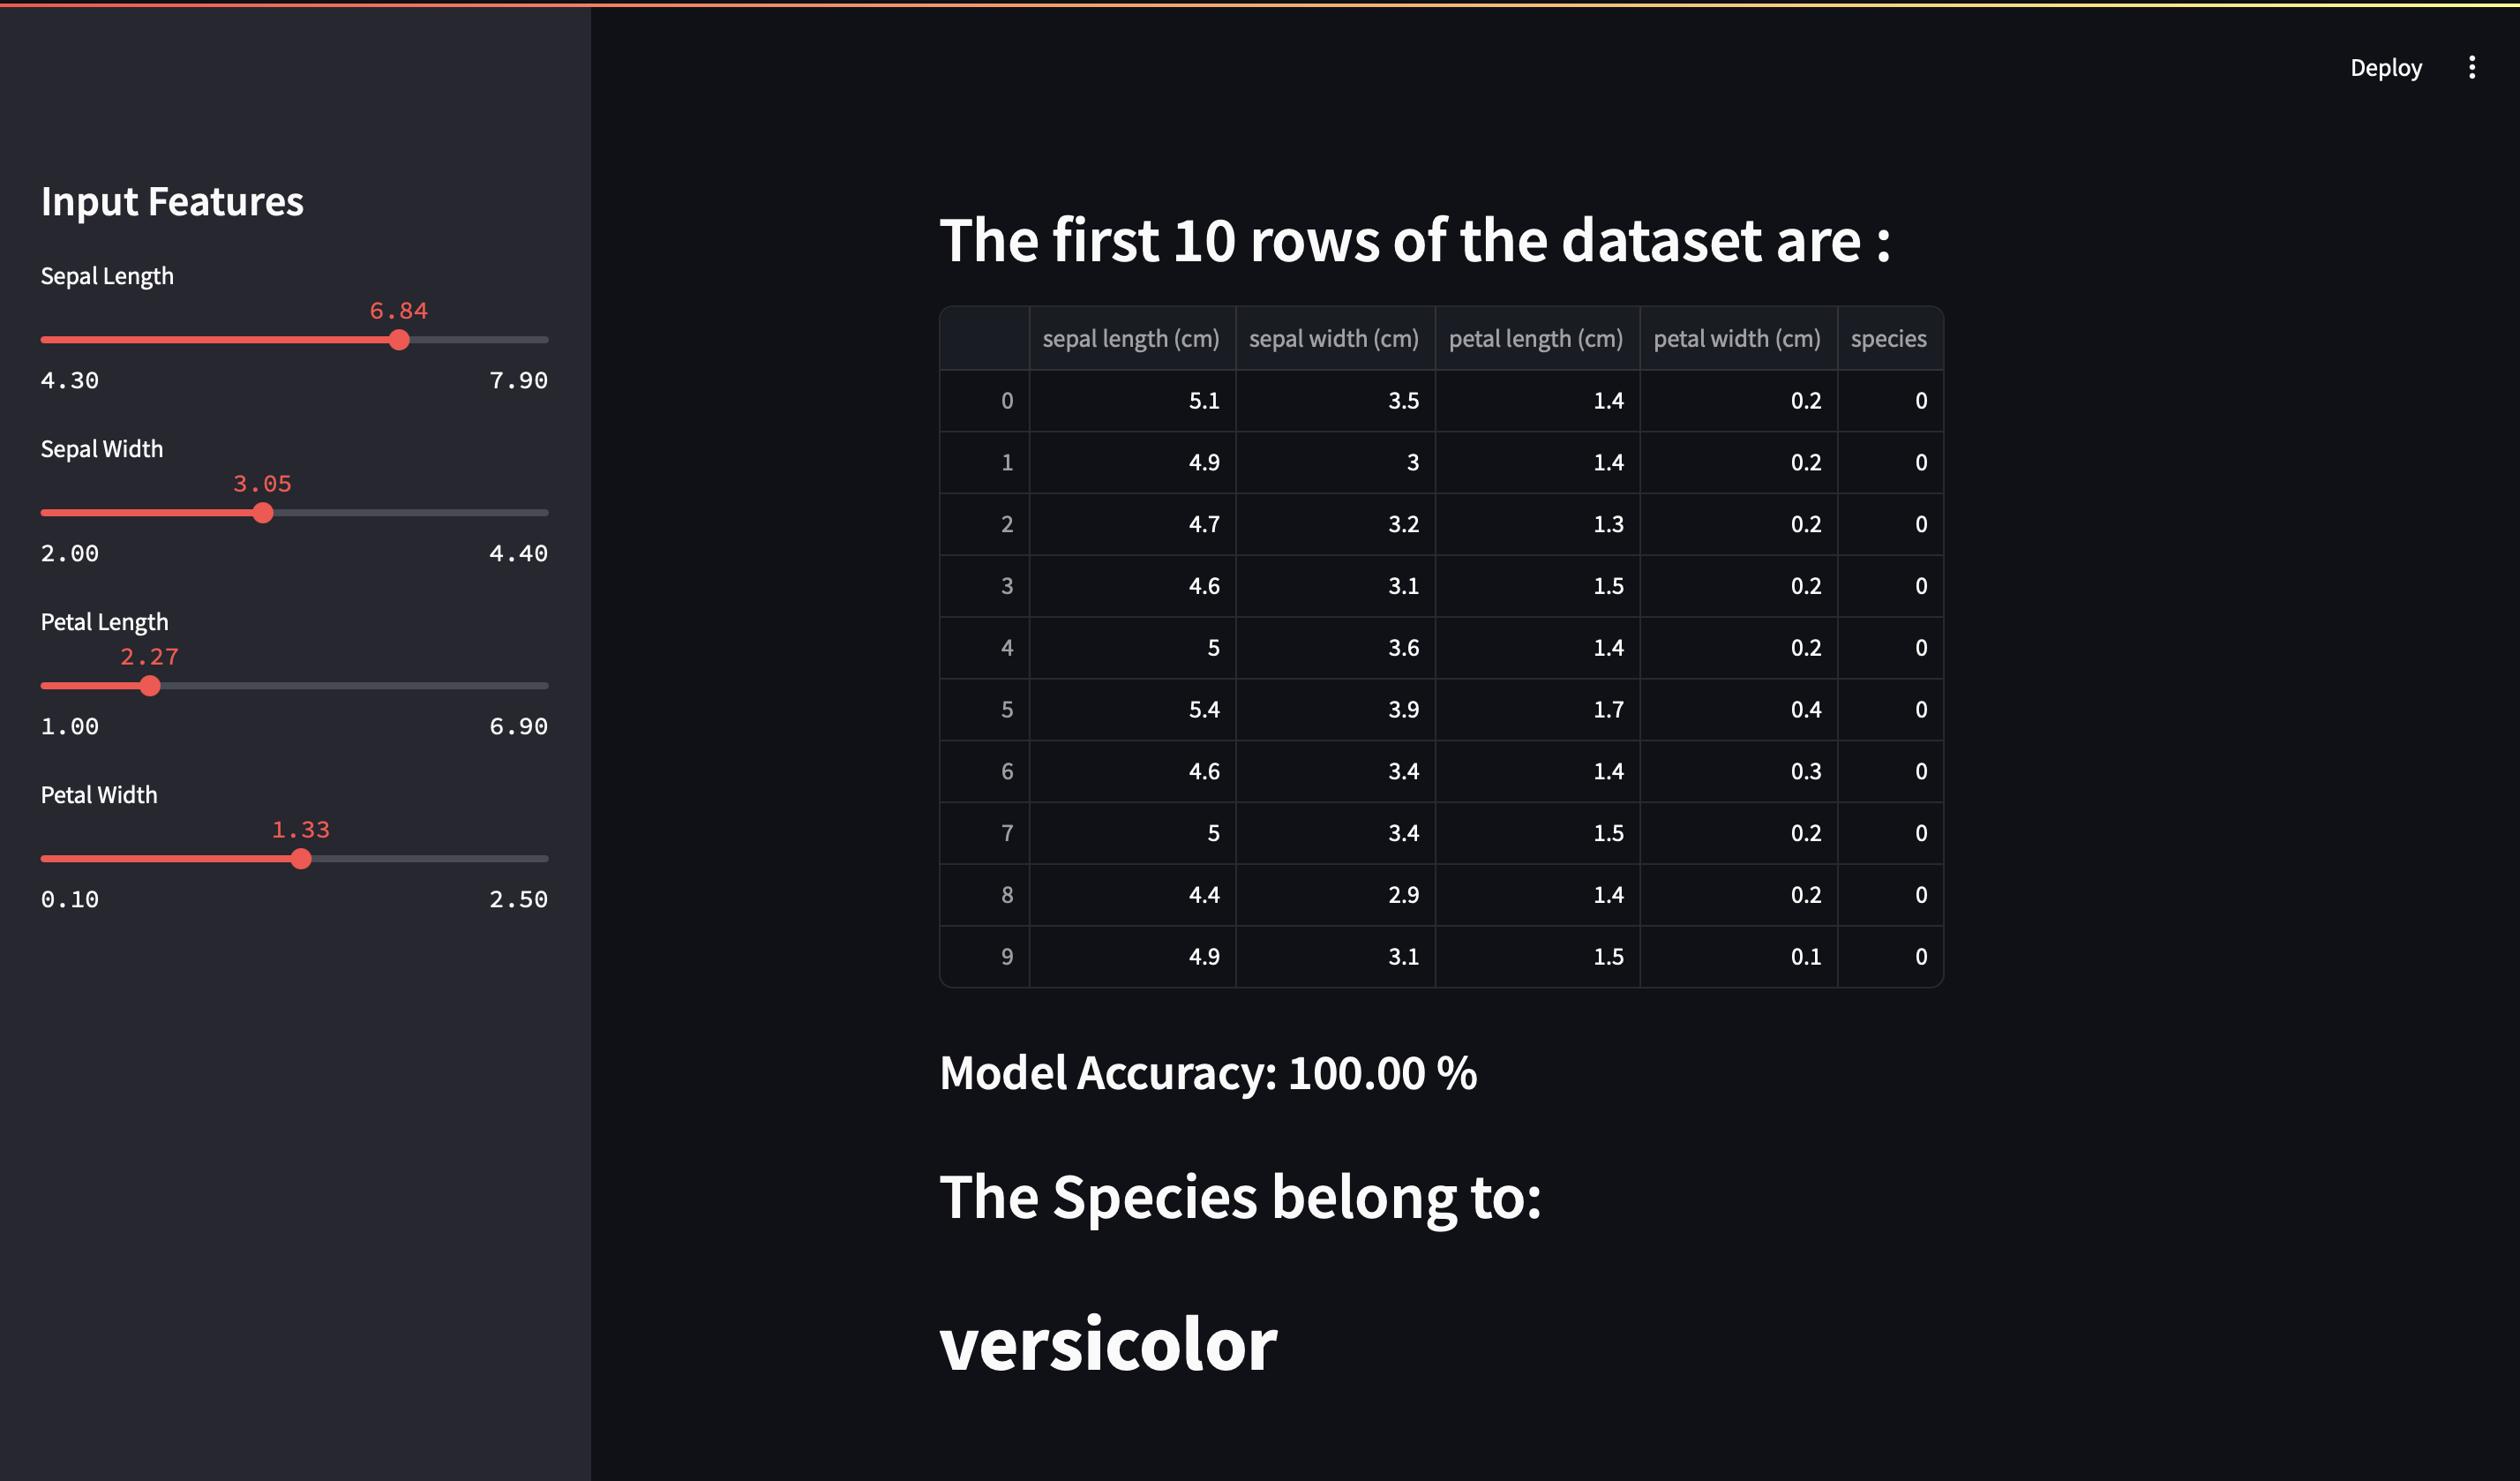 Deploy
Input Features
Sepal Length
6.84
4.30 7.90
Sepal Width
3.05
2.00 4.40
Petal Length
2.27
1.00 6.90
Petal Width
1.33
0.10 2.50
The first 10 rows of the dataset are :
sepal length (cm) sepal width (cm) petal length (cm) petal width (cm) species
0 5.1 3.5 1.4 0.2 0
1 4.9 3 1.4 0.2 0
2 4.7 3.2 1.3 0.2 0
3 4.6 3.1 1.5 0.2 0
4 5 3.6 1.4 0.2 0
5 5.4 3.9 1.7 0.4 0
6 4.6 3.4 1.4 0.3 0
7 5 3.4 1.5 0.2 0
8 4.4 2.9 1.4 0.2 0
9 4.9 3.1 1.5 0.1 0
Model Accuracy: 100.00 %
The Species belong to:
versicolor